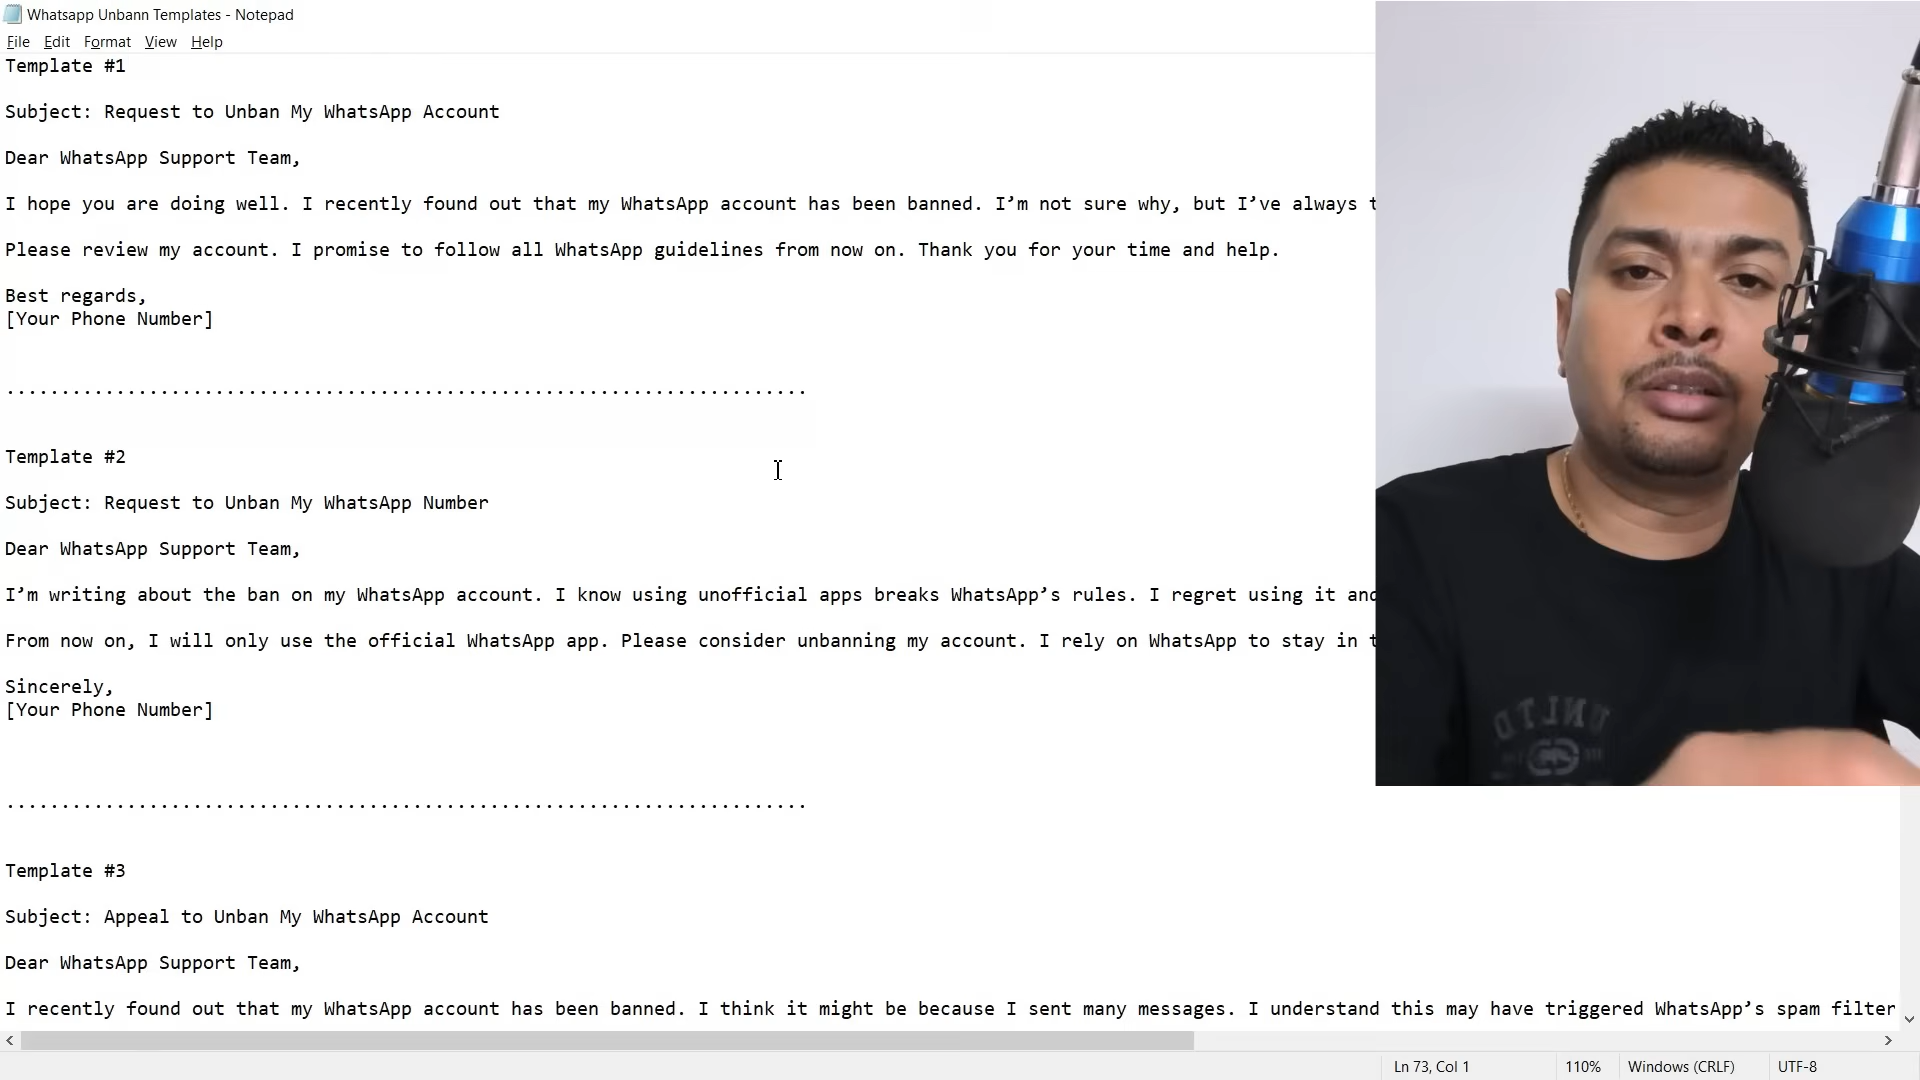 Whatsapp Unbann Templates - Notepad
File Edit Format View Help
Template #1
Subject: Request to Unban My WhatsApp Account
Dear WhatsApp Support Team,
I hope you are doing well. I recently found out that my WhatsApp account has been banned. I’m not sure why, but I’ve always
Please review my account. I promise to follow all WhatsApp guidelines from now on. Thank you for your time and help.
Best regards,
[Your Phone Number]
.........................................................................
Template #2
Subject: Request to Unban My WhatsApp Number
Dear WhatsApp Support Team,
I’m writing about the ban on my WhatsApp account. I know using unofficial apps breaks WhatsApp’s rules. I regret using it and
From now on, I will only use the official WhatsApp app. Please consider unbanning my account. I rely on WhatsApp to stay in
Sincerely,
[Your Phone Number]
.........................................................................
Template #3
Subject: Appeal to Unban My WhatsApp Account
Dear WhatsApp Support Team,
I recently found out that my WhatsApp account has been banned. I think it might be because I sent many messages. I understand this may have triggered WhatsApp’s spam filter
UNLTD
Ln 73, Col 1 110% Windows (CRLF) UTF-8